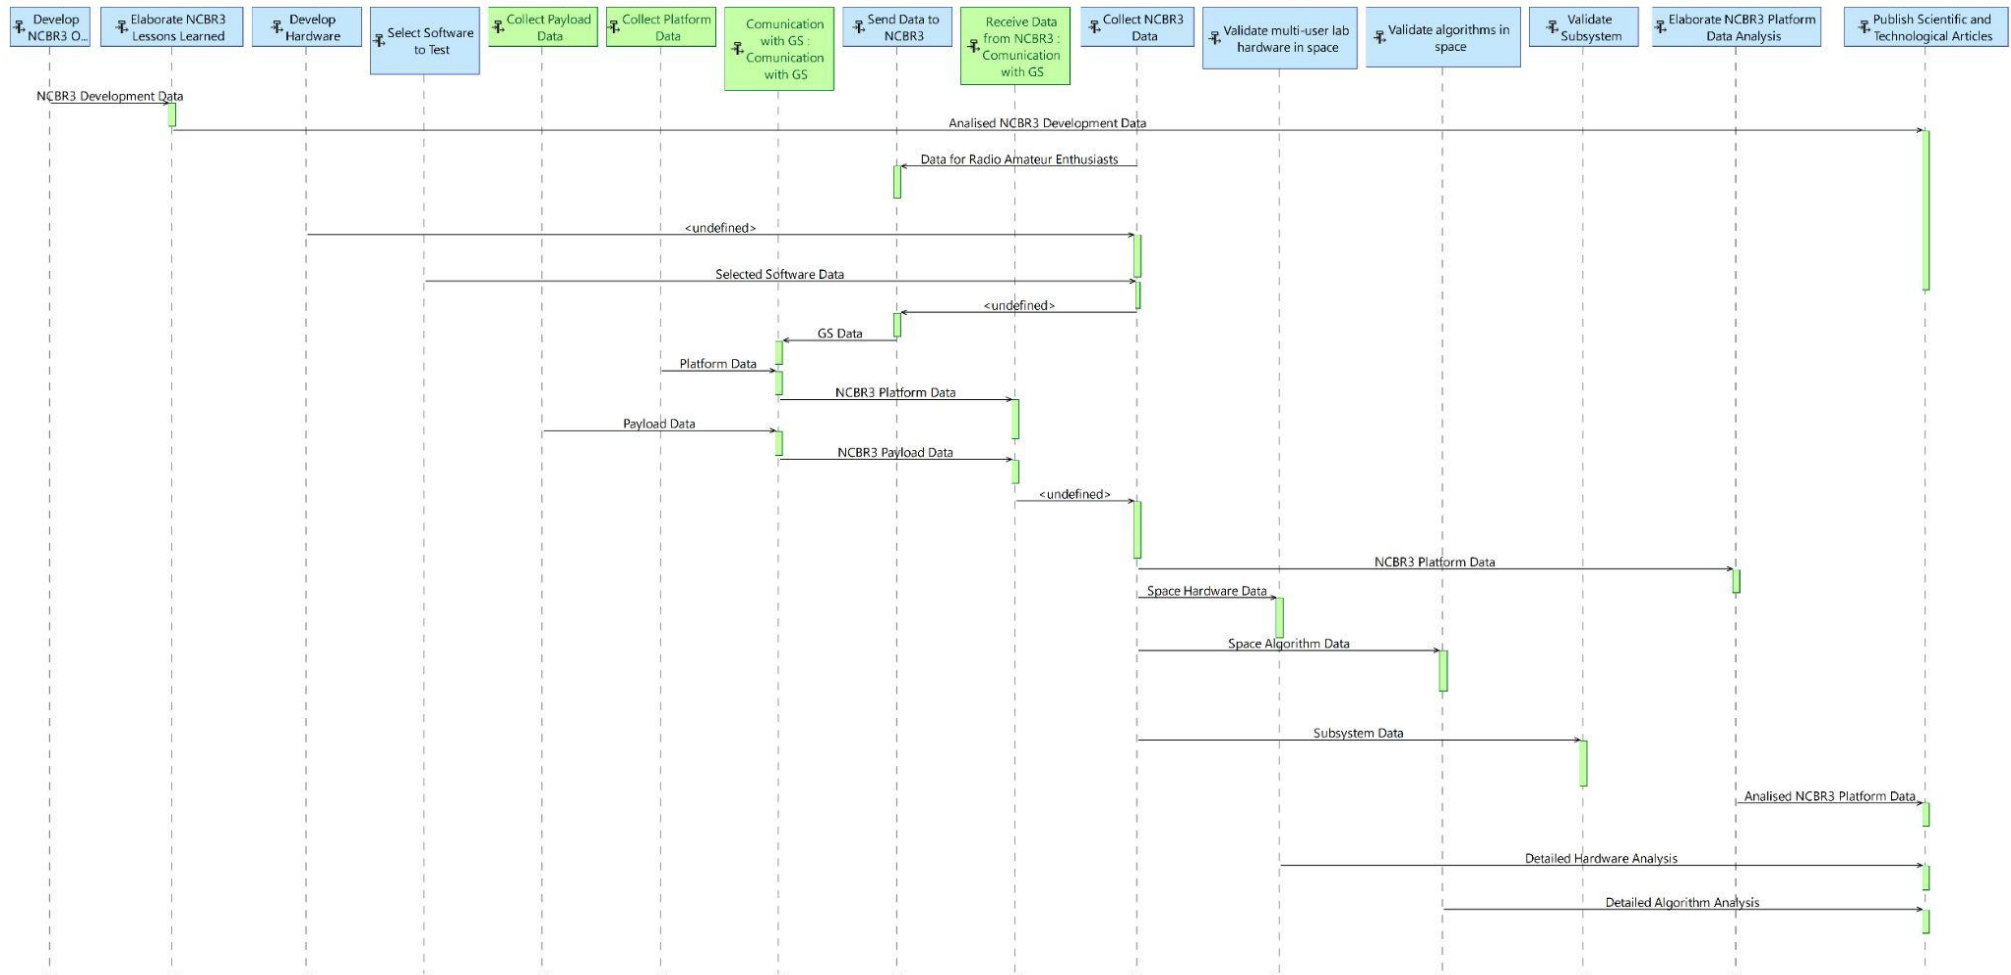 Develop
NCBR3 O...
Elaborate NCBR3
Lessons Learned
Develop
Hardware
Select Software
to Test
Collect Payload
Data
Collect Platform
Data
Comunication
with GS :
Comunication
with GS
Send Data to
NCBR3
Receive Data
from NCBR3 :
Comunication
with GS
Collect NCBR3
Data
Validate multi-user lab
hardware in space
Validate algorithms in
space
Validate
Subsystem
Elaborate NCBR3 Platform
Data Analysis
Publish Scientific and
Technological Articles
NCBR3 Development Data
Analised NCBR3 Development Data
Data for Radio Amateur Enthusiasts
<undefined>
Selected Software Data
<undefined>
GS Data
Platform Data
NCBR3 Platform Data
Payload Data
NCBR3 Payload Data
<undefined>
NCBR3 Platform Data
Space Hardware Data
Space Algorithm Data
Subsystem Data
Analised NCBR3 Platform Data
Detailed Hardware Analysis
Detailed Algorithm Analysis